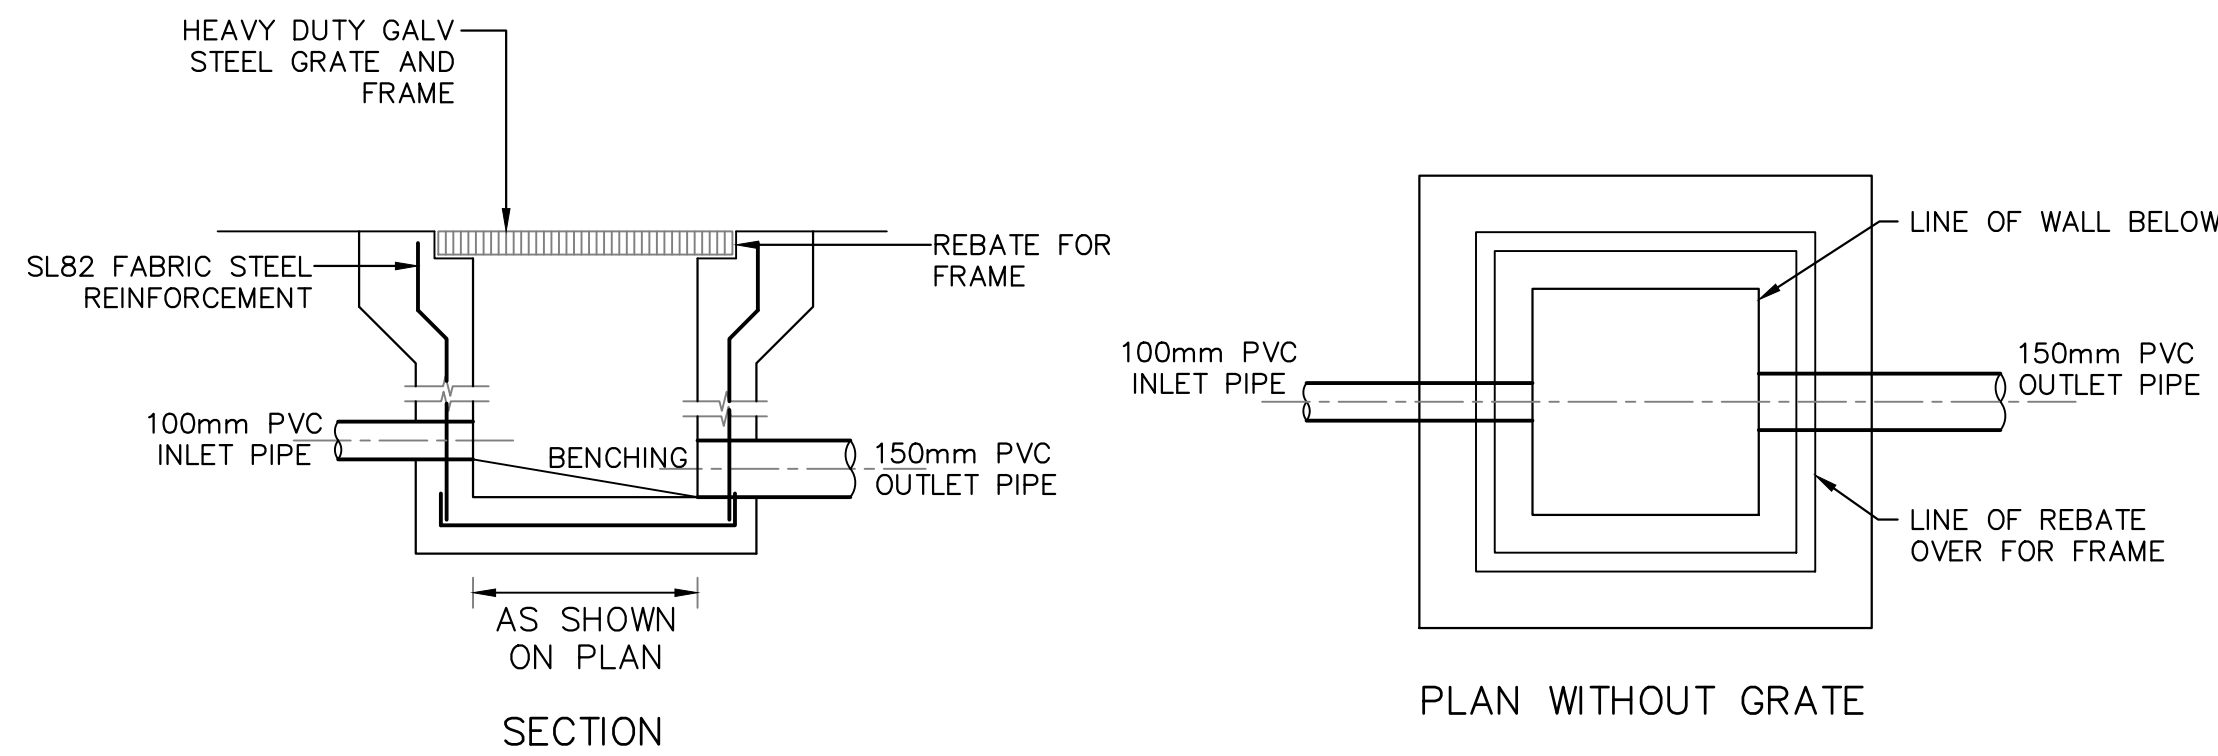 HEAVY DUTY GALV
STEEL GRATE AND
FRAME
SL82 FABRIC STEEL
REINFORCEMENT
REBATE FOR
FRAME
100mm PVC
INLET PIPE
BENCHING
150mm PVC
OUTLET PIPE
AS SHOWN
ON PLAN
SECTION
LINE OF WALL BELOW
100mm PVC
INLET PIPE
150mm PVC
OUTLET PIPE
LINE OF REBATE
OVER FOR FRAME
PLAN WITHOUT GRATE